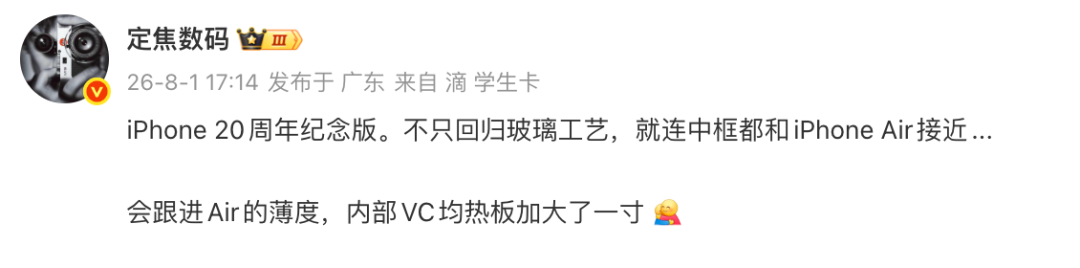 定焦数码 III
26-8-1 17:14 发布于 广东 来自 滴 学生卡
iPhone 20周年纪念版。不只回归玻璃工艺，就连中框都和iPhone Air接近...
会跟进Air的薄度，内部VC均热板加大了一寸